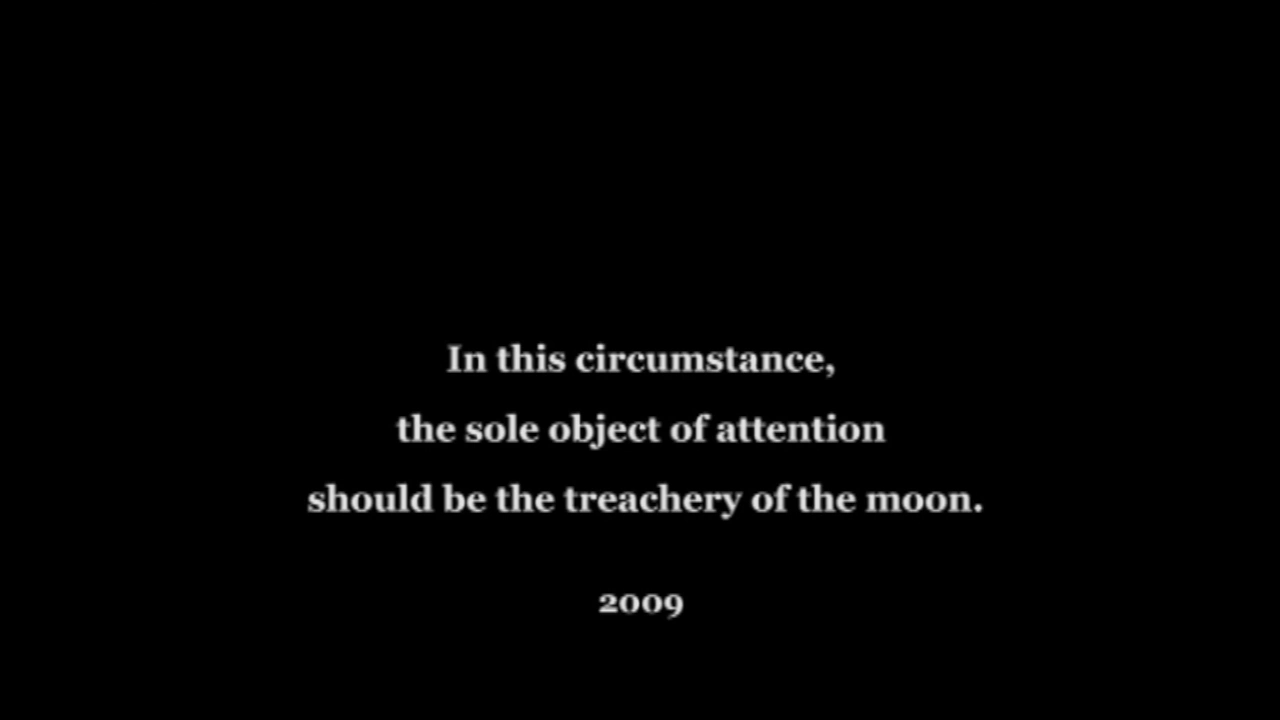 In this circumstance,
the sole object of attention
should be the treachery of the moon.
2009